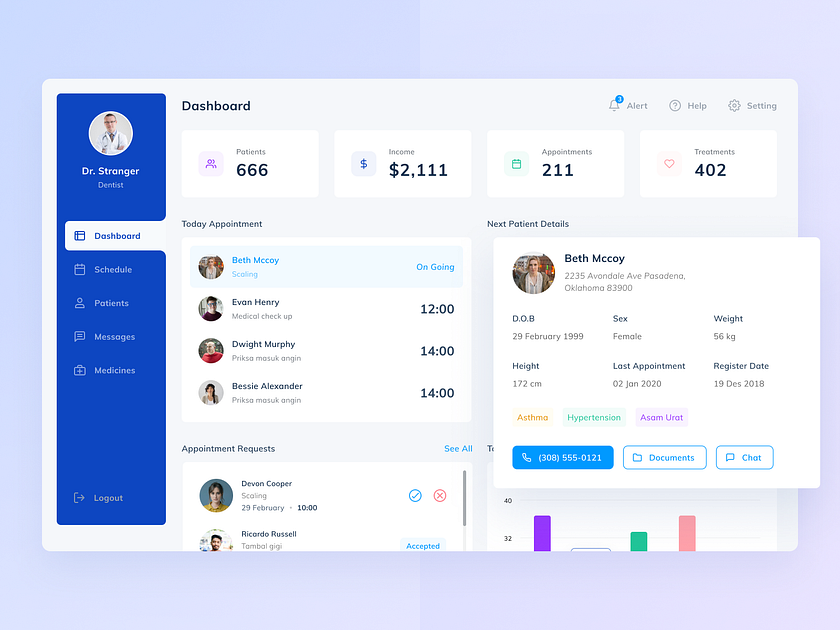 Dr. Stranger
Dentist
Dashboard
Schedule
Patients
Messages
Medicines
Logout
Dashboard
3
Alert
Help
Setting
Patients
666
Income
$
$2,111
Appointments
211
Treatments
402
Today Appointment
Beth Mccoy
Scaling
On Going
Evan Henry
Medical check up
12:00
Dwight Murphy
Priksa masuk angin
14:00
Bessie Alexander
Priksa masuk angin
14:00
Appointment Requests
See All
Devon Cooper
Scaling
29 February • 10:00
Ricardo Russell
Tambal gigi
Accepted
Next Patient Details
Beth Mccoy
2235 Avondale Ave Pasadena,
Oklahoma 83900
D.O.B
29 February 1999
Sex
Female
Weight
56 kg
Height
172 cm
Last Appointment
02 Jan 2020
Register Date
19 Des 2018
Asthma
Hypertension
Asam Urat
(308) 555-0121
Documents
Chat
40
32